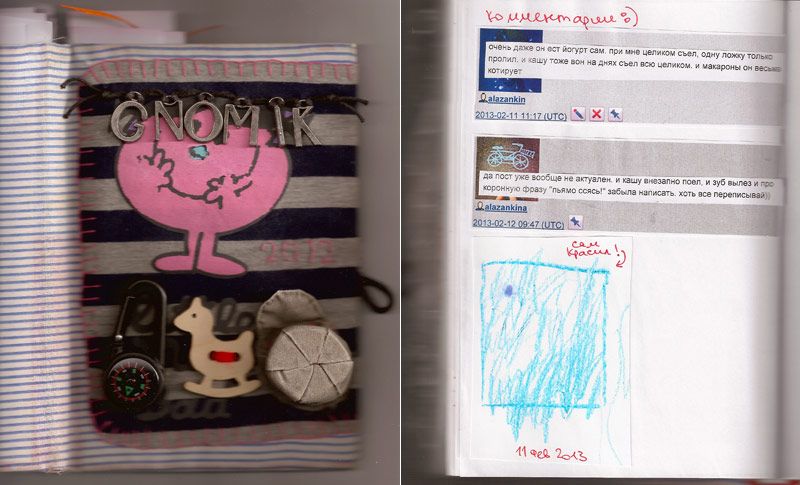 GNOMIK
2013
Dad
комментарии :)
очень даже он ест йогурт сам. при мне целиком съел, одну ложку только
пролил. и кашу тоже вон на днях съел всю целиком. и макароны он весьма
котирует
alazankin
2013-02-11 11:17 (UTC)
да пост уже вообще не актуален. и кашу внезапно поел, и зуб вылез и про
коронную фразу "пьямо ссясь!" забыла написать. хоть все переписывай))
alazankina
2013-02-12 09:47 (UTC)
сам
красил!
11 фев 2013